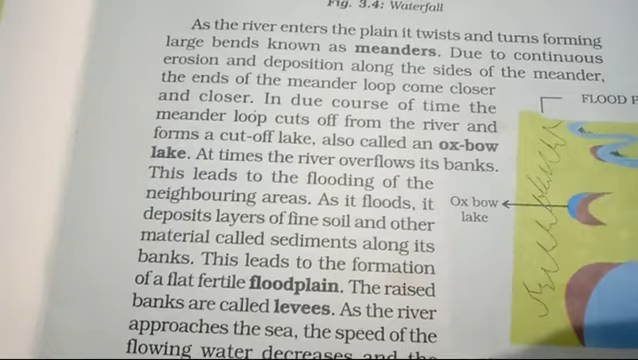 Fig. 3.4: Waterfall
As the river enters the plain it twists and turns forming
large bends known as meanders. Due to continuous
erosion and deposition along the sides of the meander,
the ends of the meander loop come closer
and closer. In due course of time the
meander loop cuts off from the river and
forms a cut-off lake, also called an ox-bow
lake. At times the river overflows its banks.
This leads to the flooding of the
neighbouring areas. As it floods, it
deposits layers of fine soil and other
material called sediments along its
banks. This leads to the formation
of a flat fertile floodplain. The raised
banks are called levees. As the river
approaches the sea, the speed of the
flowing water decreases and the
FLOOD P
Ox bow
lake